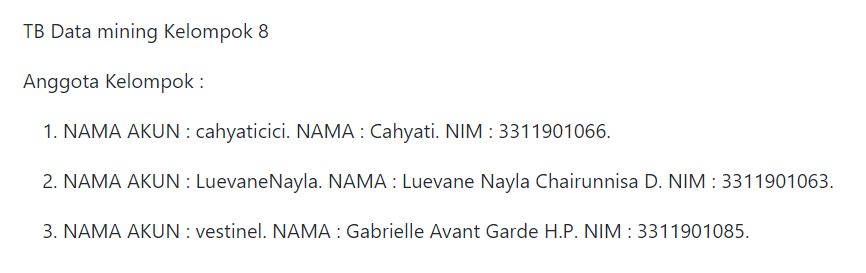 TB Data mining Kelompok 8
Anggota Kelompok :
1. NAMA AKUN : cahyaticici. NAMA : Cahyati. NIM : 3311901066.
2. NAMA AKUN : LuevaneNayla. NAMA : Luevane Nayla Chairunnisa D. NIM : 3311901063.
3. NAMA AKUN : vestinel. NAMA : Gabrielle Avant Garde H.P. NIM : 3311901085.